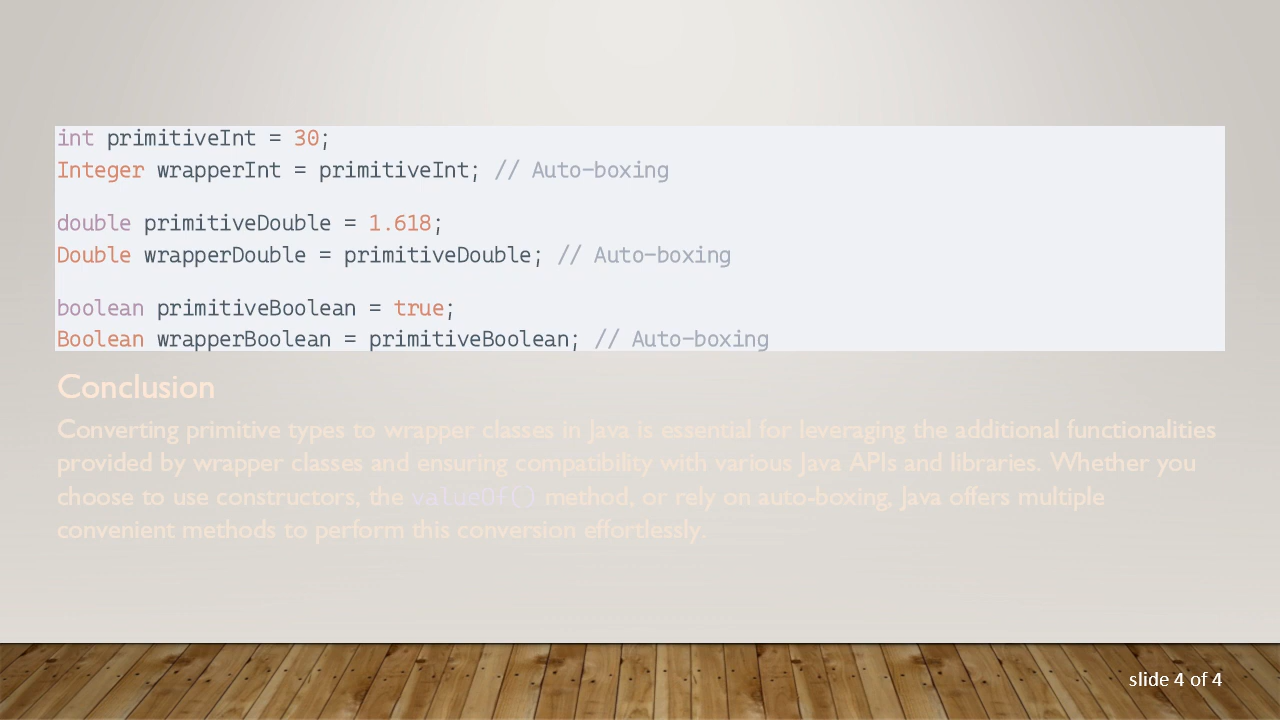 int primitiveInt = 30;
Integer wrapperInt = primitiveInt; // Auto-boxing
double primitiveDouble = 1.618;
Double wrapperDouble = primitiveDouble; // Auto-boxing
boolean primitiveBoolean = true;
Boolean wrapperBoolean = primitiveBoolean; // Auto-boxing
Conclusion
Converting primitive types to wrapper classes in Java is essential for leveraging the additional functionalities
provided by wrapper classes and ensuring compatibility with various Java APIs and libraries. Whether you
choose to use constructors, the valueOf() method, or rely on auto-boxing, Java offers multiple
convenient methods to perform this conversion effortlessly.
slide 4 of 4